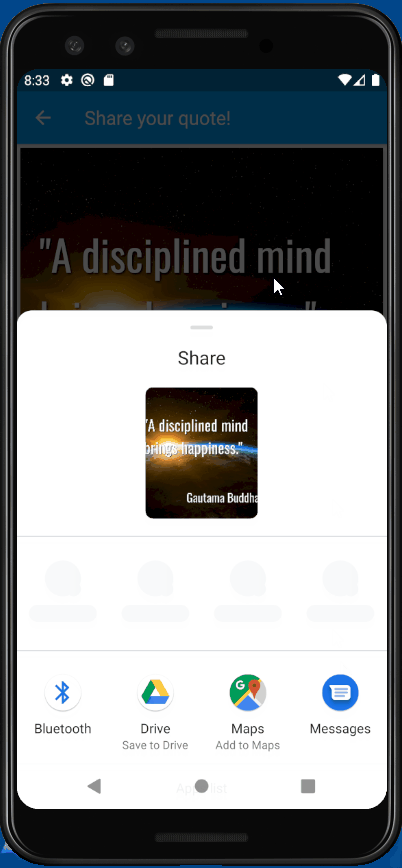 8:33
Share your quote!
"A disciplined mind
Share
"A disciplined mind
brings happiness."
Gautama Buddha
Bluetooth
Drive
Maps
Messages
Save to Drive
Add to Maps